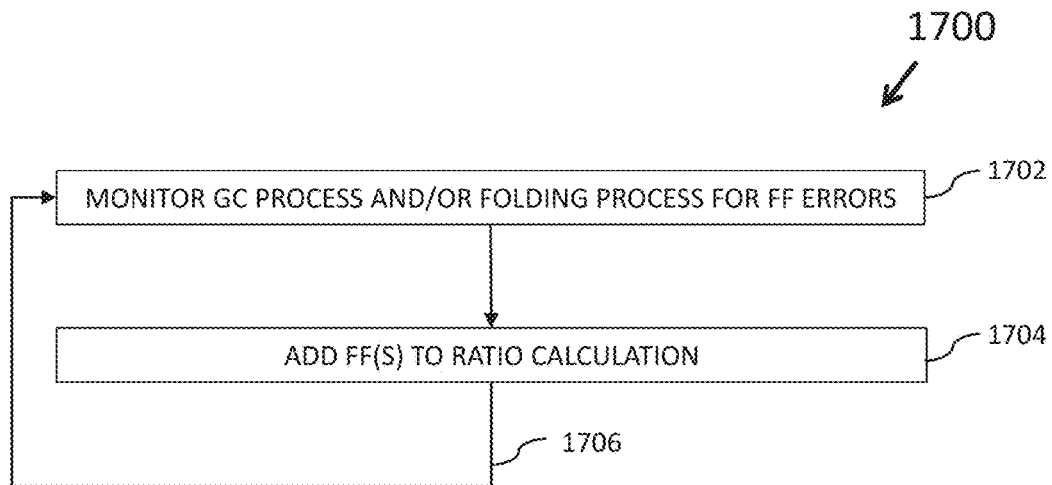 1700
MONITOR GC PROCESS AND/OR FOLDING PROCESS FOR FF ERRORS
1702
ADD FF(S) TO RATIO CALCULATION
1704
1706